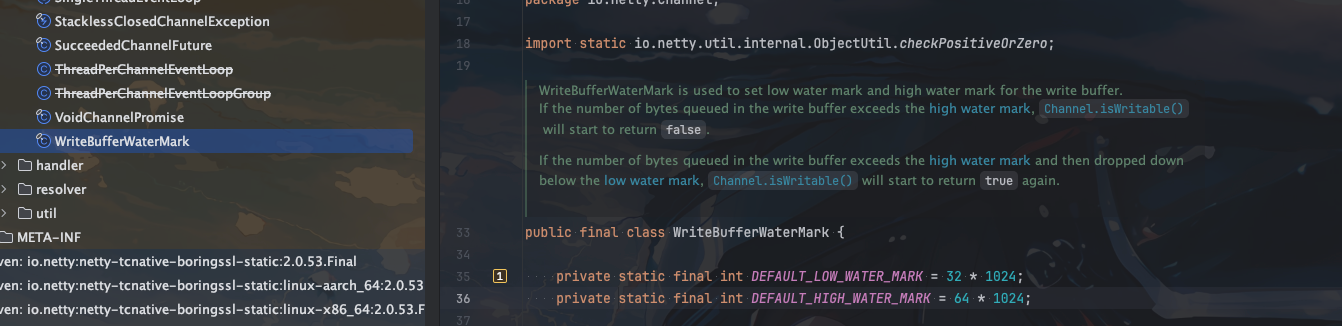 SingleThreadEventLoop
StacklessClosedChannelException
SucceededChannelFuture
ThreadPerChannelEventLoop
ThreadPerChannelEventLoopGroup
VoidChannelPromise
WriteBufferWaterMark
handler
resolver
util
META-INF
ven: io.netty:netty-tcnative-boringssl-static:2.0.53.Final
ven: io.netty:netty-tcnative-boringssl-static:linux-aarch_64:2.0.53
ven: io.netty:netty-tcnative-boringssl-static:linux-x86_64:2.0.53.F
16 package io.netty.channel;
17
18 import static io.netty.util.internal.ObjectUtil.checkPositiveOrZero;
19
WriteBufferWaterMark is used to set low water mark and high water mark for the write buffer.
If the number of bytes queued in the write buffer exceeds the high water mark, Channel.isWritable()
will start to return false.
If the number of bytes queued in the write buffer exceeds the high water mark and then dropped down
below the low water mark, Channel.isWritable() will start to return true again.
33 public final class WriteBufferWaterMark {
34
35 1 private static final int DEFAULT_LOW_WATER_MARK = 32 * 1024;
36 private static final int DEFAULT_HIGH_WATER_MARK = 64 * 1024;
37